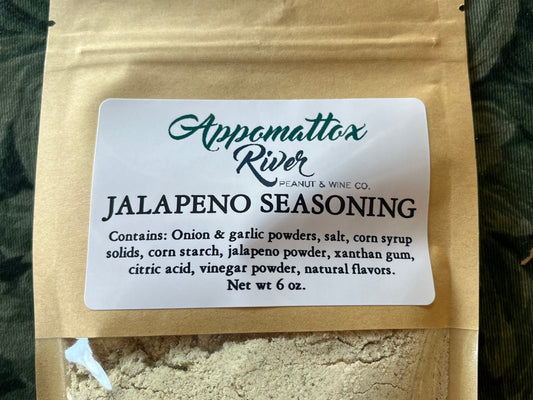 Appomattox
River
PEANUT & WINE CO.
JALAPENO SEASONING
Contains: Onion & garlic powders, salt, corn syrup
solids, corn starch, jalapeno powder, xanthan gum,
citric acid, vinegar powder, natural flavors.
Net wt 6 oz.